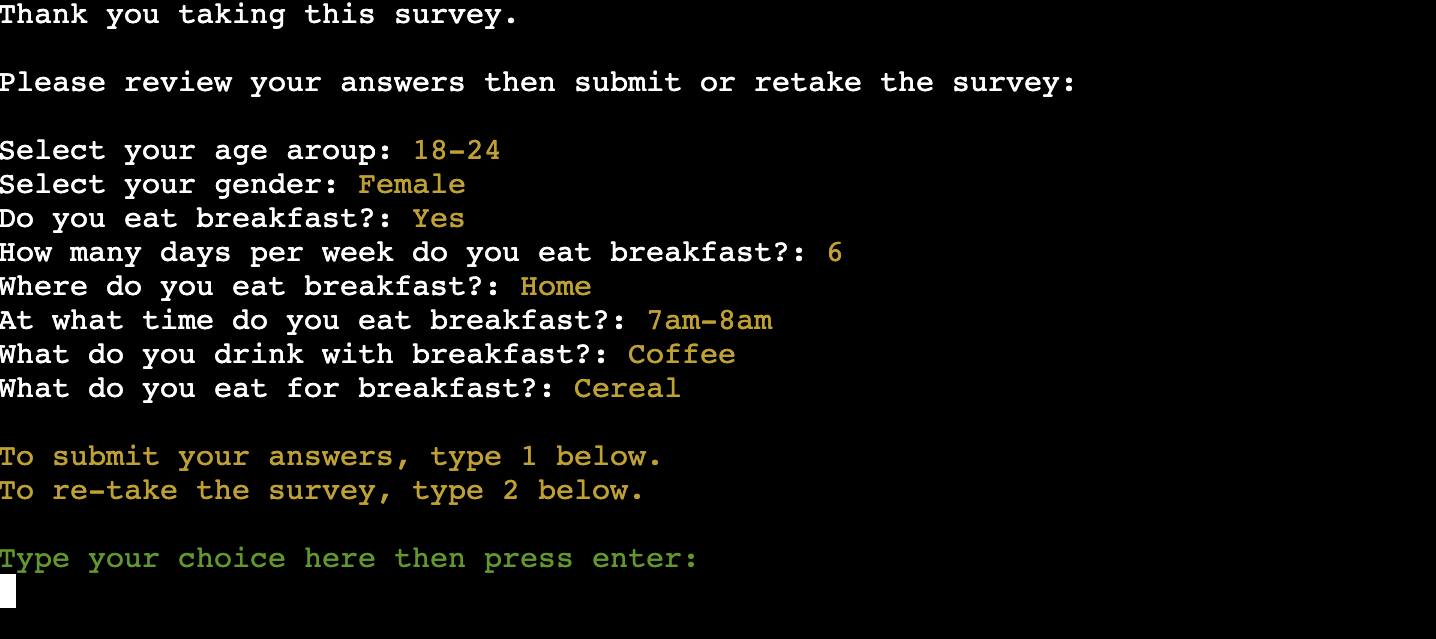 Thank you taking this survey.
Please review your answers then submit or retake the survey:
Select your age aroup: 18-24
Select your gender: Female
Do you eat breakfast?: Yes
How many days per week do you eat breakfast?: 6
Where do you eat breakfast?: Home
At what time do you eat breakfast?: 7am-8am
What do you drink with breakfast?: Coffee
What do you eat for breakfast?: Cereal
To submit your answers, type 1 below.
To re-take the survey, type 2 below.
Type your choice here then press enter: